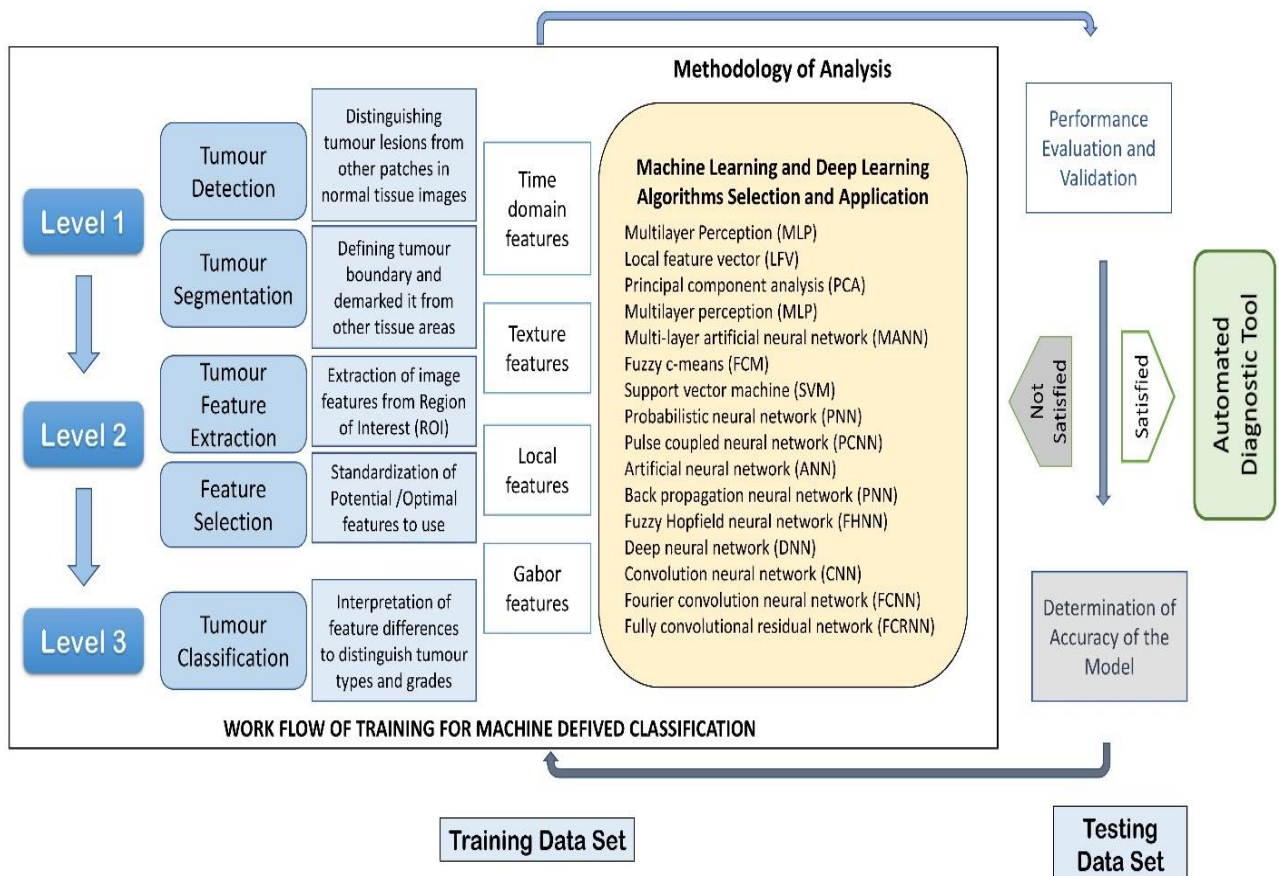 Methodology of Analysis
Level 1
Level 2
Level 3
Tumour
Detection
Distinguishing
tumour lesions from
other patches in
normal tissue images
Tumour
Segmentation
Defining tumour
boundary and
demarked it from
other tissue areas
Tumour
Feature
Extraction
Extraction of image
features from Region
of Interest (ROI)
Feature
Selection
Standardization of
Potential /Optimal
features to use
Tumour
Classification
Interpretation of
feature differences
to distinguish tumour
types and grades
Time
domain
features
Texture
features
Local
features
Gabor
features
Machine Learning and Deep Learning
Algorithms Selection and Application
Multilayer Perception (MLP)
Local feature vector (LFV)
Principal component analysis (PCA)
Multilayer perception (MLP)
Multi-layer artificial neural network (MANN)
Fuzzy c-means (FCM)
Support vector machine (SVM)
Probabilistic neural network (PNN)
Pulse coupled neural network (PCNN)
Artificial neural network (ANN)
Back propagation neural network (PNN)
Fuzzy Hopfield neural network (FHNN)
Deep neural network (DNN)
Convolution neural network (CNN)
Fourier convolution neural network (FCNN)
Fully convolutional residual network (FCRNN)
WORK FLOW OF TRAINING FOR MACHINE DEFIVED CLASSIFICATION
Performance
Evaluation and
Validation
Not
Satisfied
Satisfied
Automated
Diagnostic Tool
Determination of
Accuracy of the
Model
Training Data Set
Testing
Data Set